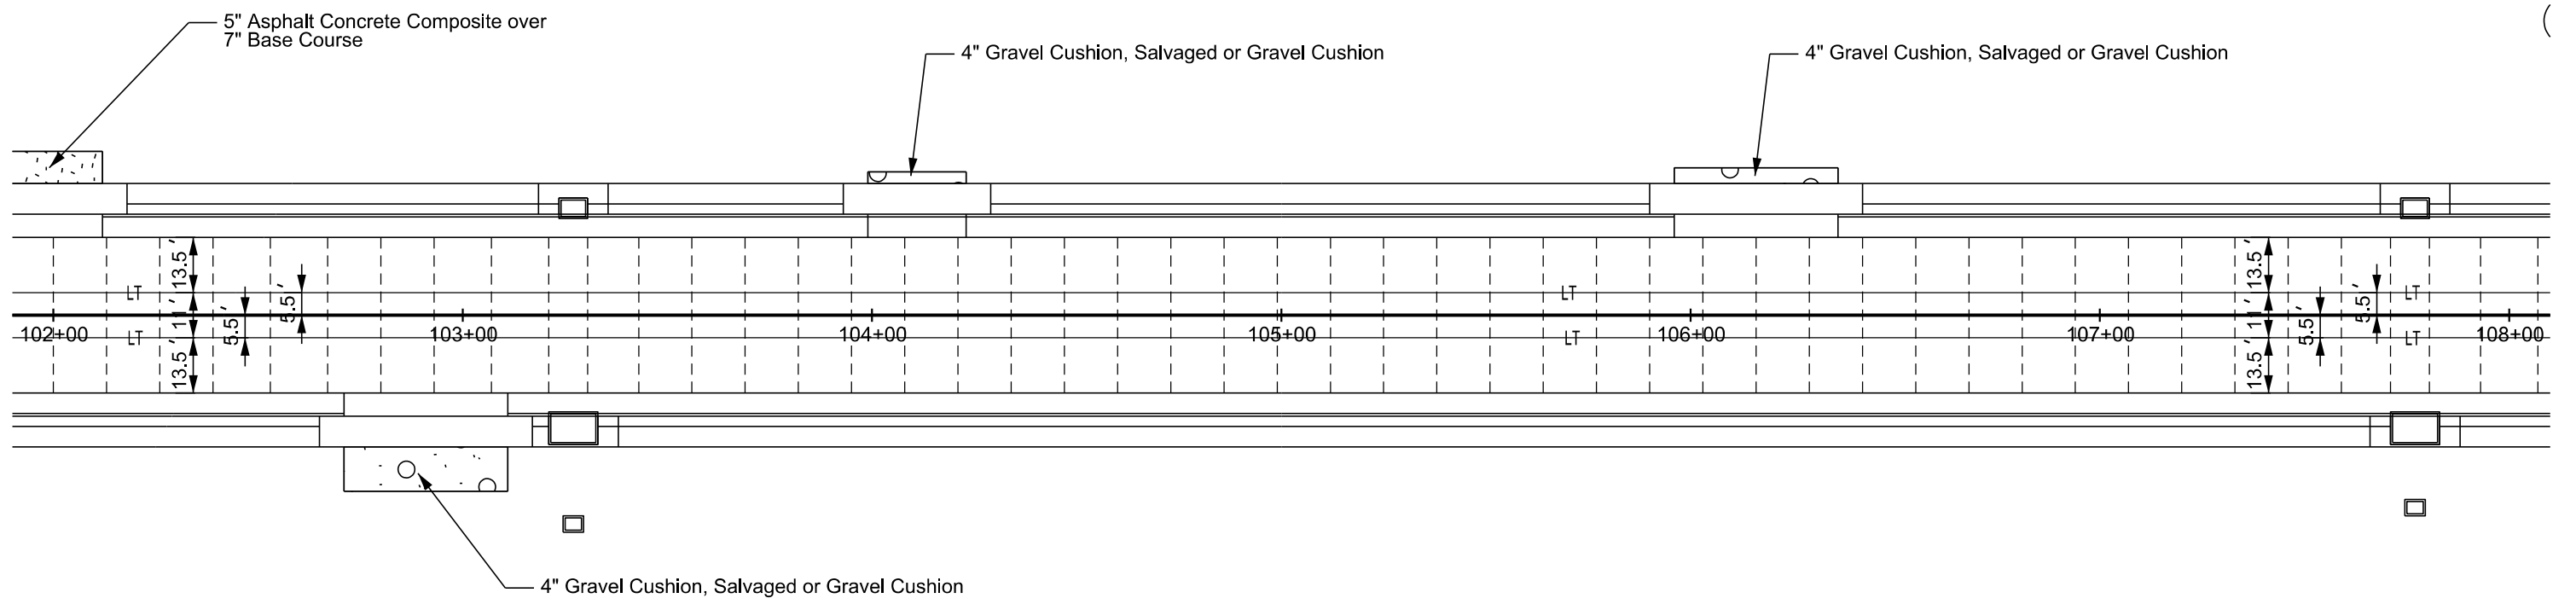 5" Asphalt Concrete Composite over
7" Base Course
4" Gravel Cushion, Salvaged or Gravel Cushion
4" Gravel Cushion, Salvaged or Gravel Cushion
13.5 '
11 '
13.5 '
5.5 '
5.5 '
LT
LT
LT
LT
13.5 '
11 '
13.5 '
5.5 '
5.5 '
LT
LT
102+00
103+00
104+00
105+00
106+00
107+00
108+00
4" Gravel Cushion, Salvaged or Gravel Cushion